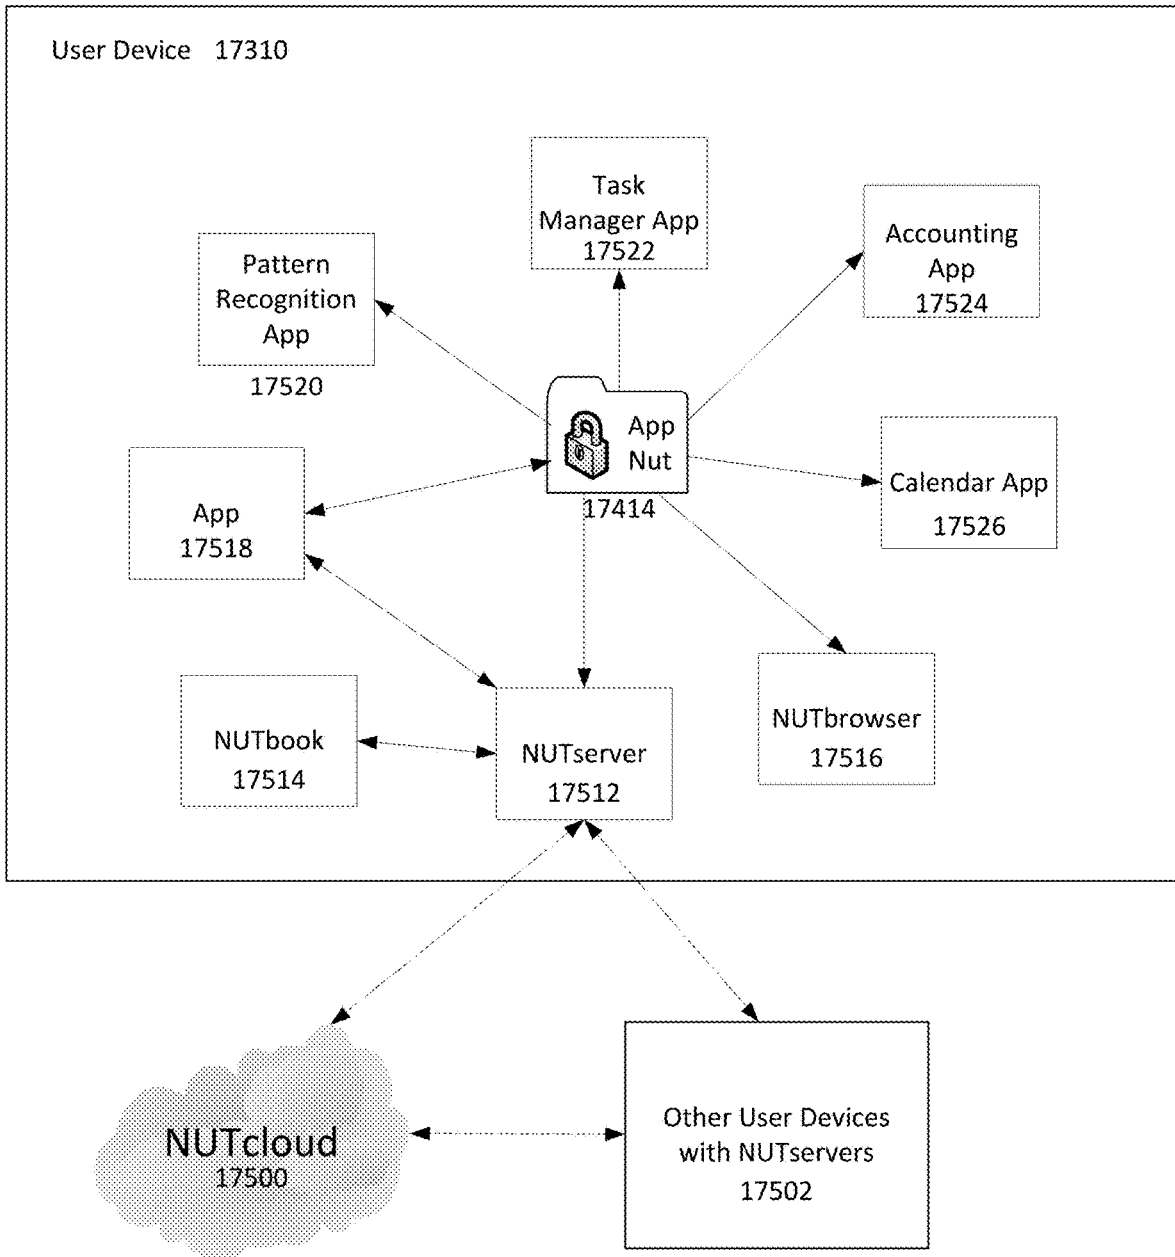 User Device 17310
Task
Manager App
17522
Accounting
App
17524
Pattern
Recognition
App
17520
App
Nut
17414
Calendar App
17526
App
17518
NUTbook
17514
NUTserver
17512
NUTbrowser
17516
NUTcloud
17500
Other User Devices
with NUTservers
17502